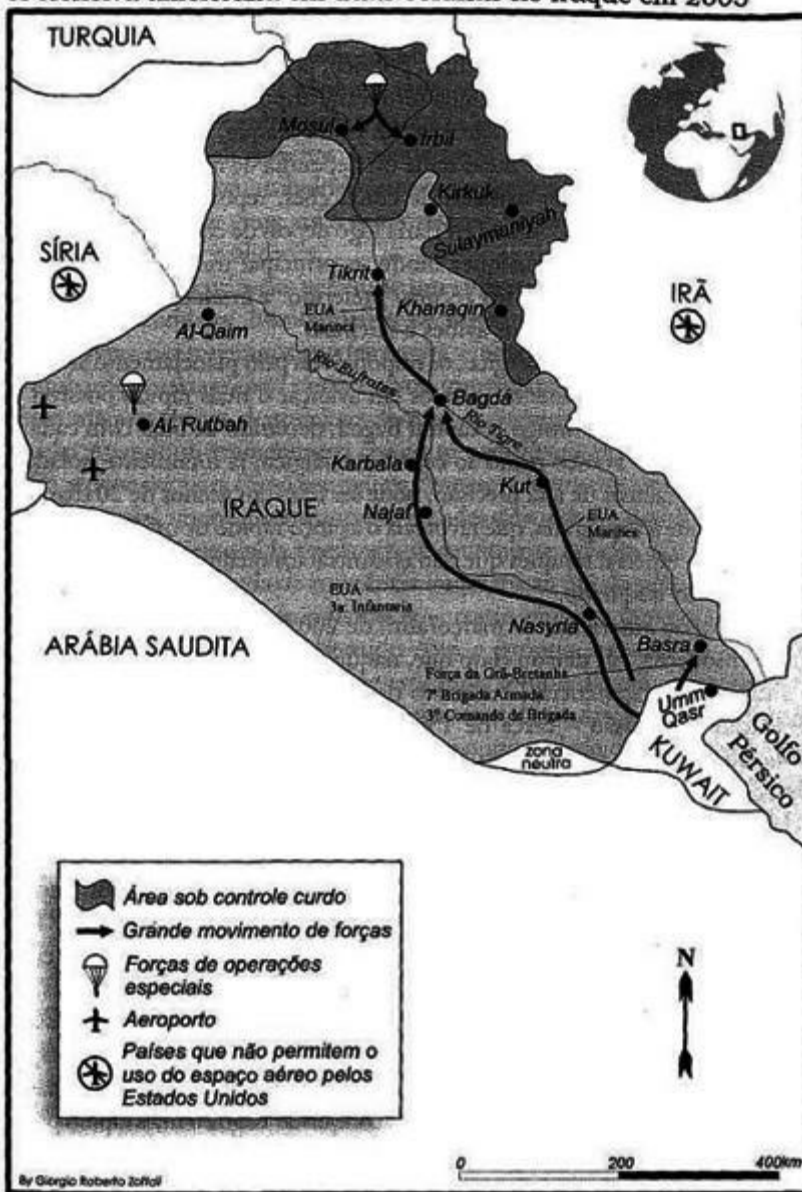 Iraque em 2003
TURQUIA
Mosul
Irbil
Kirkuk
Sulaymaniyah
SÍRIA
Tikrit
IRÃ
Khanaqin
EUA
Marines
Al-Qaim
Rio Eufrates
Bagdá
Rio Tigre
Al-Rutbah
Karbala
Kut
IRAQUE
Najaf
EUA
Marines
EUA
3a. Infantaria
Nasyria
ARÁBIA SAUDITA
Basra
Força da Grã-Bretanha
7ª Brigada Armada
3º Comando de Brigada
Umm
Qasr
zona
neutra
KUWAIT
Golfo
Pérsico
Área sob controle curdo
Grande movimento de forças
Forças de operações
especiais
Aeroporto
Países que não permitem o
uso do espaço aéreo pelos
Estados Unidos
N
0 200 400km
By Giorgio Roberto Zoffoli